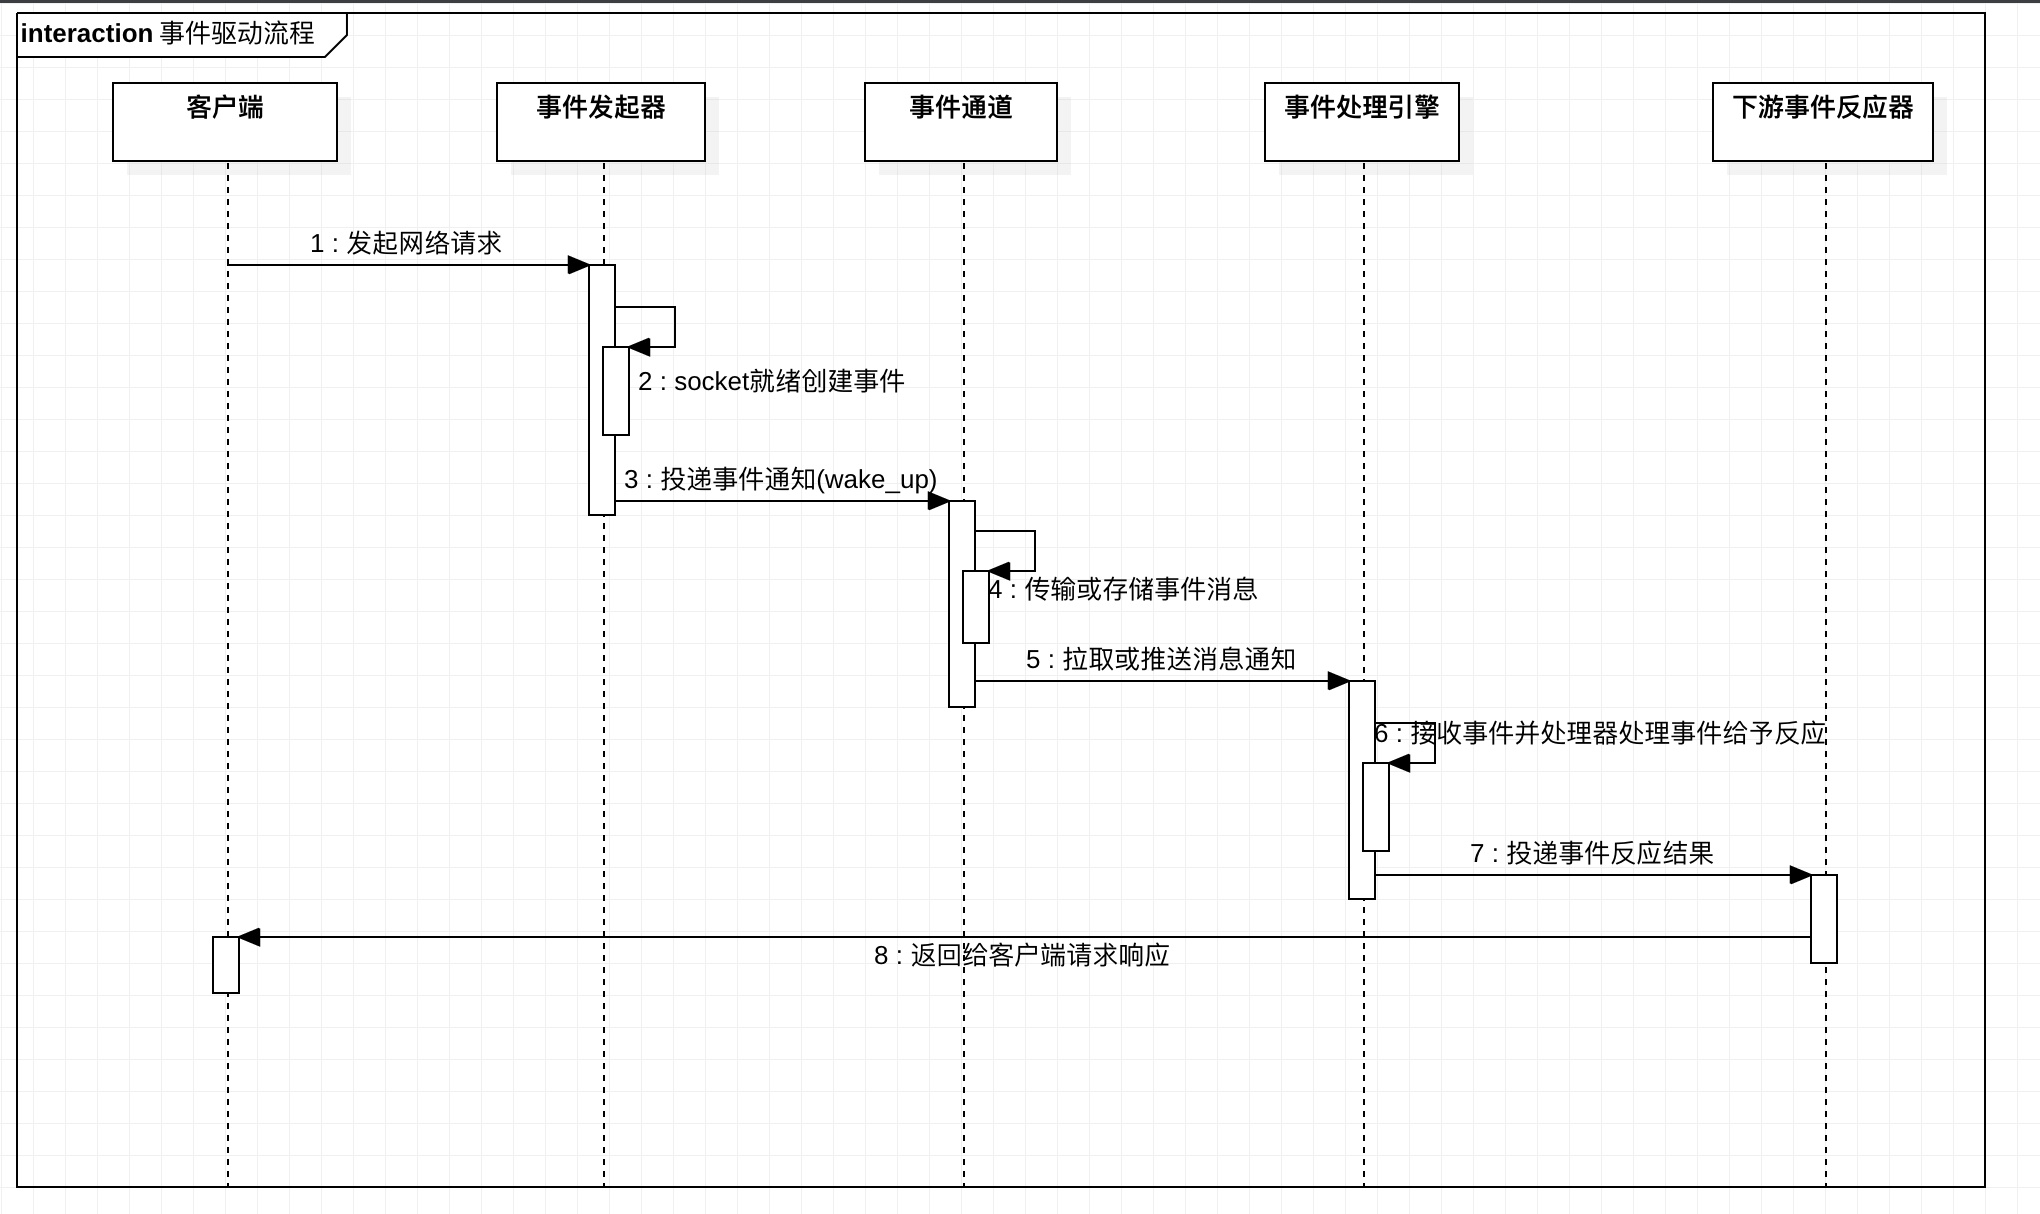 interaction 事件驱动流程
客户端
事件发起器
事件通道
事件处理引擎
下游事件反应器
1 : 发起网络请求
2 : socket就绪创建事件
3 : 投递事件通知(wake_up)
4 : 传输或存储事件消息
5 : 拉取或推送消息通知
6 : 接收事件并处理器处理事件给予反应
7 : 投递事件反应结果
8 : 返回给客户端请求响应